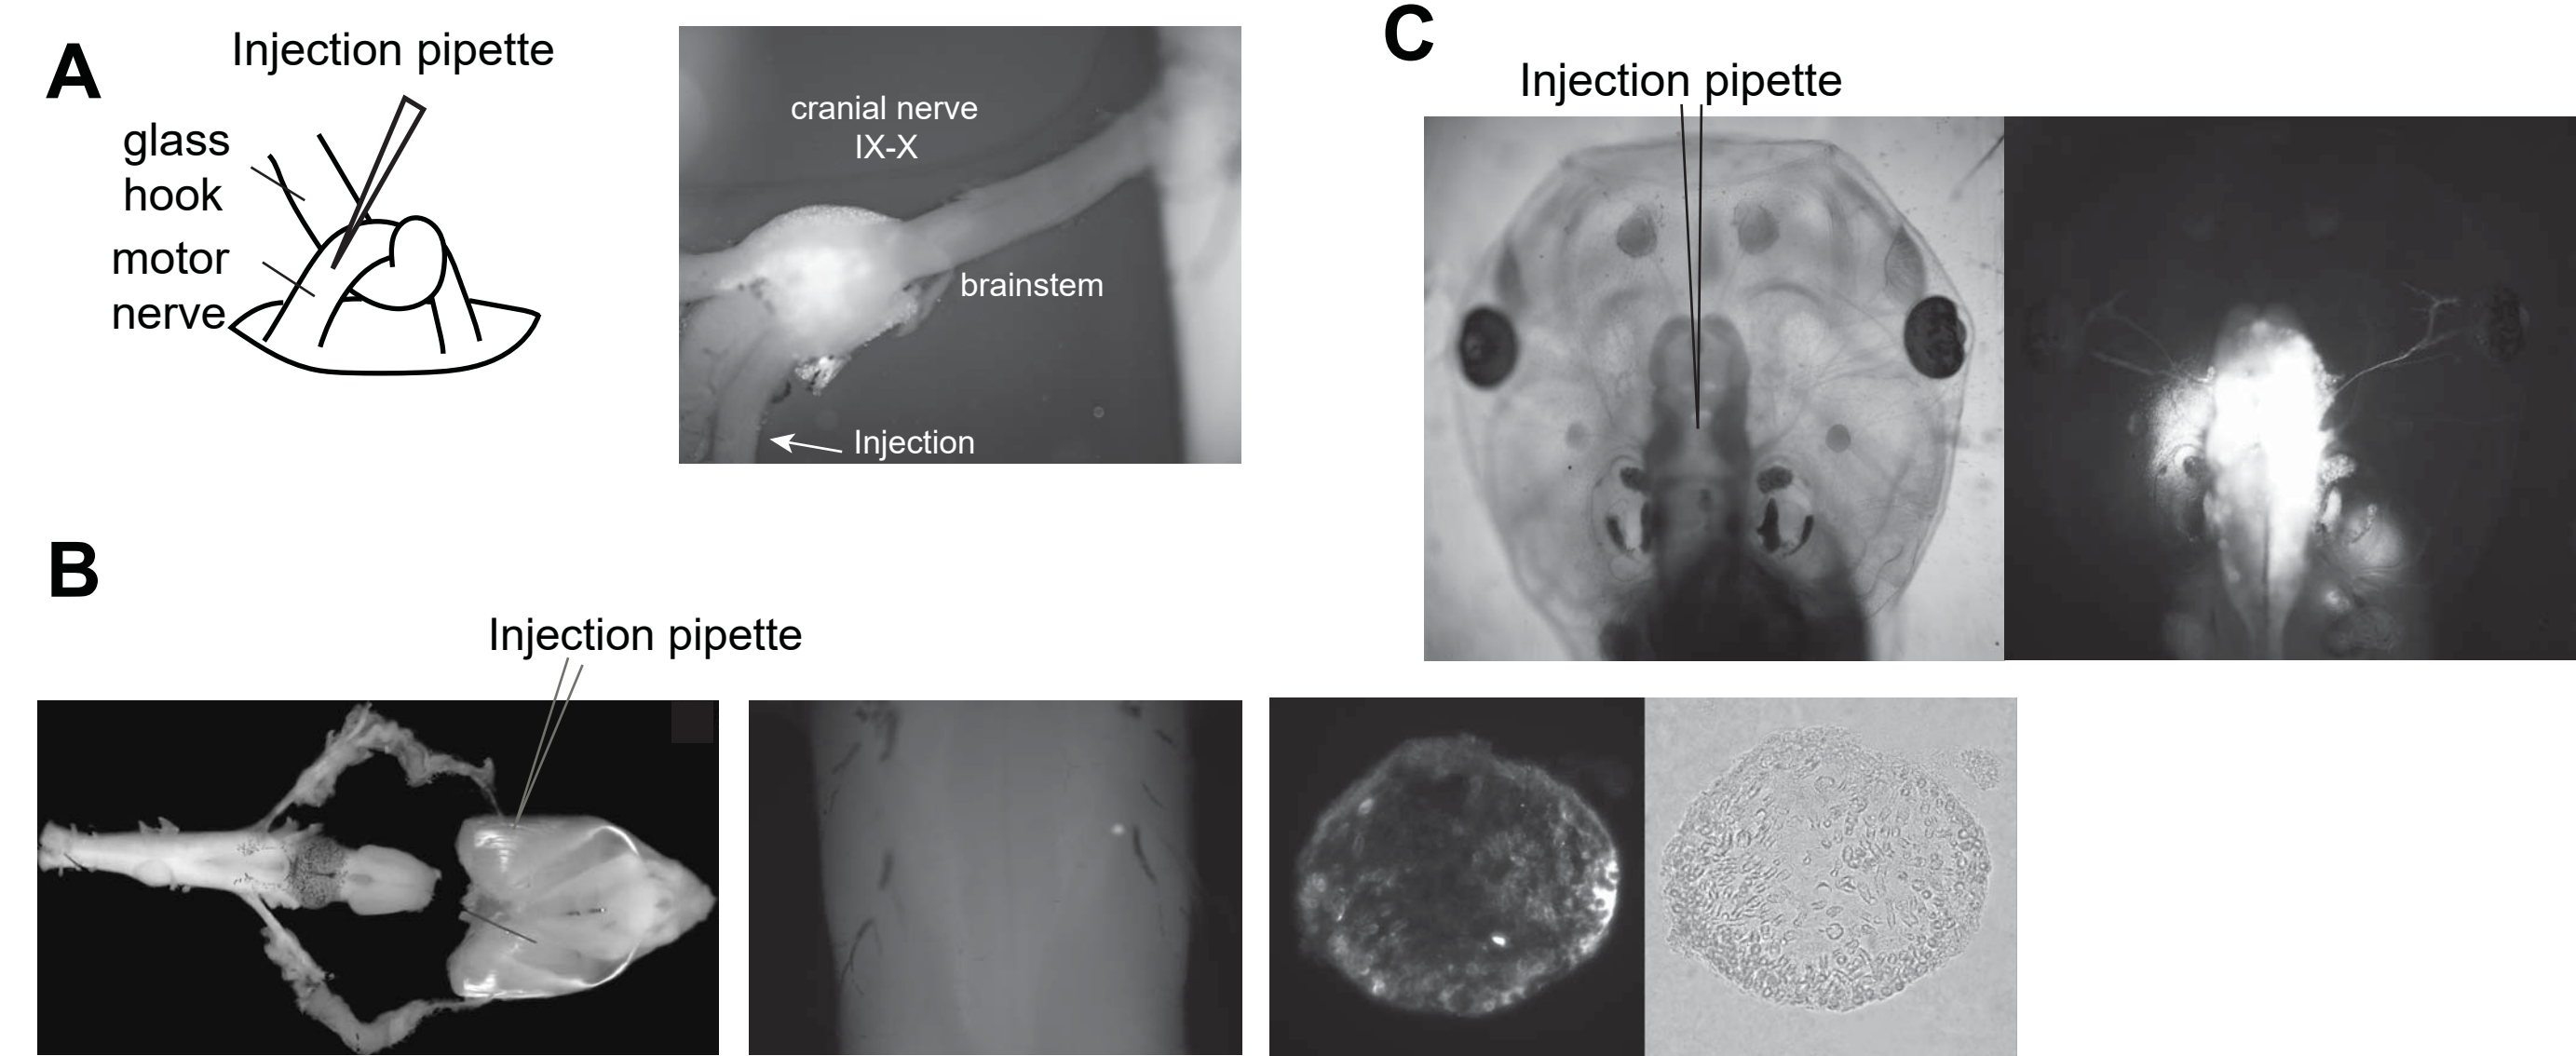 A
Injection pipette
glass
hook
motor
nerve
cranial nerve
IX-X
brainstem
Injection
B
Injection pipette
C
Injection pipette